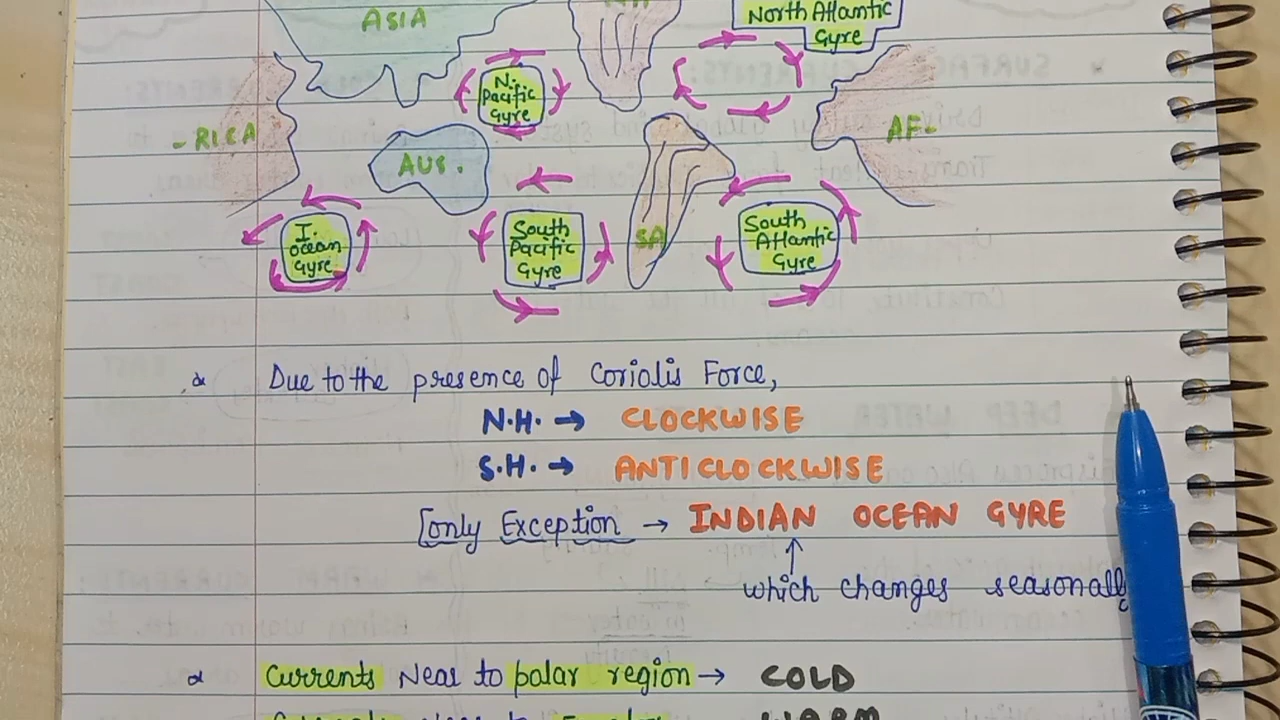 ASIA
North Atlantic
Gyre
N.
Pacific
Gyre
-RICA
AUS.
AF-
I.
Ocean
Gyre
South
Pacific
Gyre
SA
South
Atlantic
Gyre
Due to the presence of Coriolis Force,
N.H. → CLOCKWISE
S.H. → ANTICLOCKWISE
[only Exception → INDIAN OCEAN GYRE
↑
which changes seasonally
Currents Near to polar region → COLD
WARM